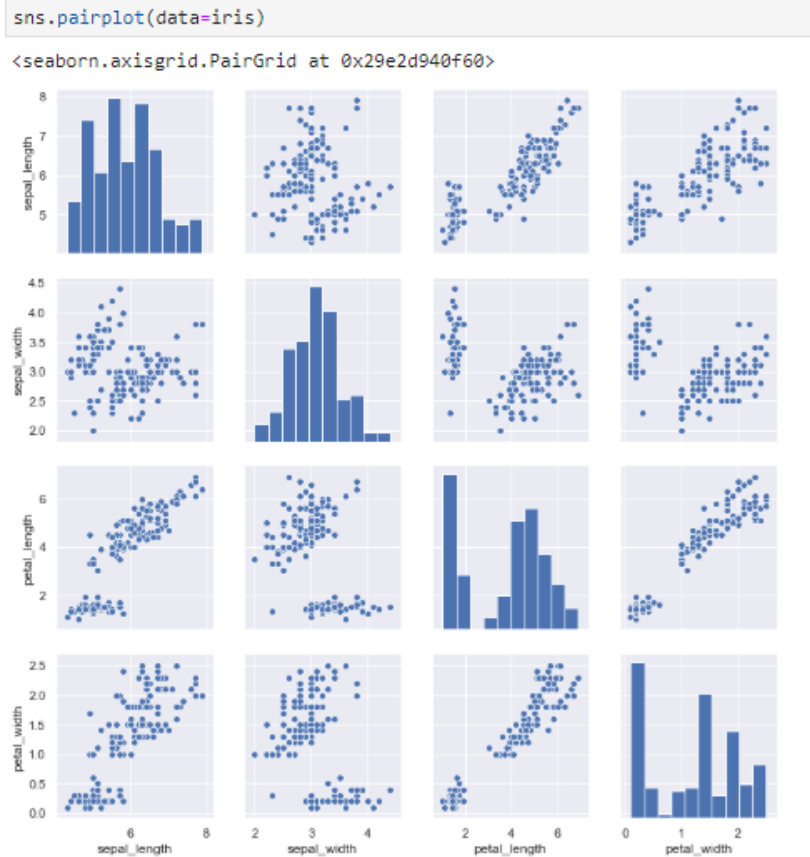 sns.pairplot(data=iris)
<seaborn.axisgrid.PairGrid at 0x29e2d940f60>
sepal_length
8
7
6
5
sepal_width
4.5
4.0
3.5
3.0
2.5
2.0
petal_length
6
4
2
petal_width
2.5
2.0
1.5
1.0
0.5
0.0
6 8
2 3 4
2 4 6
0 1 2
sepal_length sepal_width petal_length petal_width